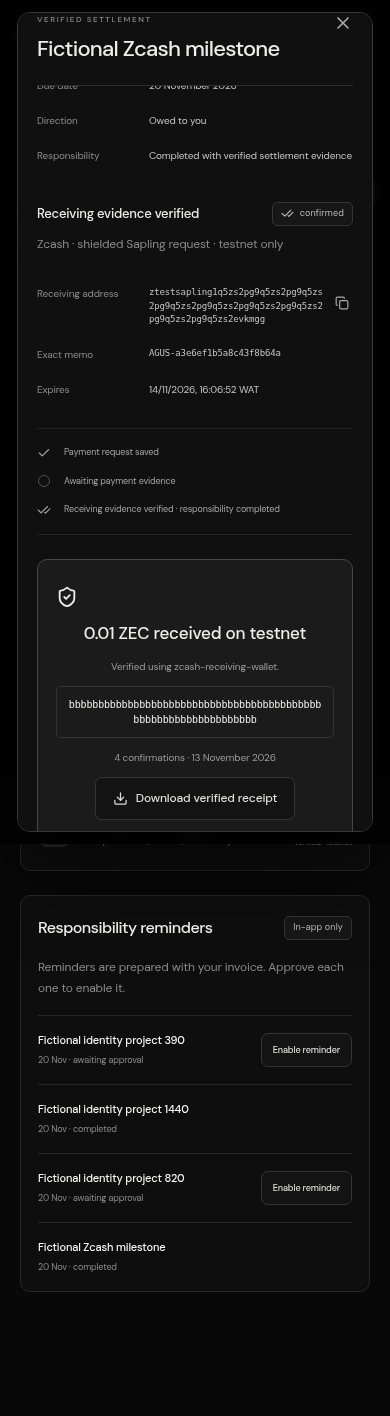 VERIFIED SETTLEMENT
Fictional Zcash milestone
Due date 20 November 2026
Direction Owed to you
Responsibility Completed with verified settlement evidence
Receiving evidence verified confirmed
Zcash · shielded Sapling request · testnet only
Receiving address ztestsapling1q5zs2pg9q5zs2pg9q5zs
2pg9q5zs2pg9q5zs2pg9q5zs2pg9q5zs2
pg9q5zs2pg9q5zs2evkmgg
Exact memo AGUS-a3e6ef1b5a8c43f8b64a
Expires 14/11/2026, 16:06:52 WAT
Payment request saved
Awaiting payment evidence
Receiving evidence verified · responsibility completed
0.01 ZEC received on testnet
Verified using zcash-receiving-wallet.
bbbbbbbbbbbbbbbbbbbbbbbbbbbbbbbbbbbbbbbbbbb
bbbbbbbbbbbbbbbbbbbbb
4 confirmations · 13 November 2026
Download verified receipt
Responsibility reminders In-app only
Reminders are prepared with your invoice. Approve each
one to enable it.
Fictional identity project 390
20 Nov · awaiting approval
Enable reminder
Fictional identity project 1440
20 Nov · completed
Fictional identity project 820
20 Nov · awaiting approval
Enable reminder
Fictional Zcash milestone
20 Nov · completed